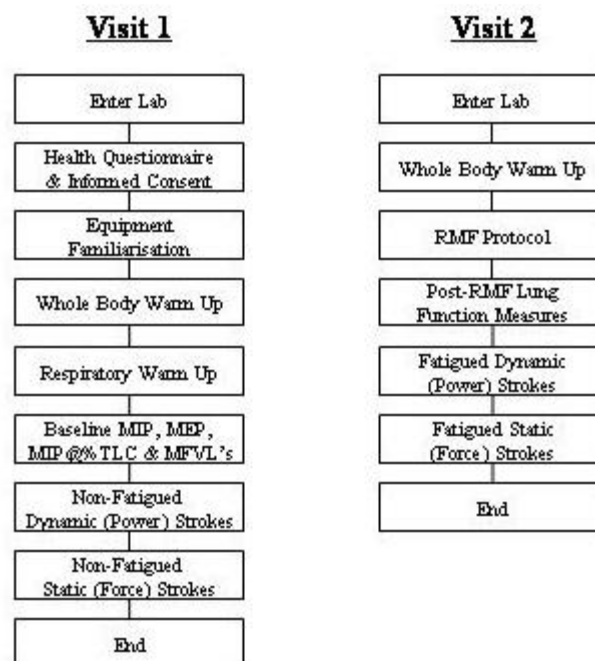 Visit 1
Enter Lab
Health Questionnaire
& Informed Consent
Equipment
Familiarisation
Whole Body Warm Up
Respiratory Warm Up
Baseline MIP, MEP,
MIP@%TLC & MFVL's
Non-Fatigued
Dynamic (Power) Strokes
Non-Fatigued
Static (Force) Strokes
End
Visit 2
Enter Lab
Whole Body Warm Up
RMF Protocol
Post-RMF Lung
Function Measures
Fatigued Dynamic
(Power) Strokes
Fatigued Static
(Force) Strokes
End